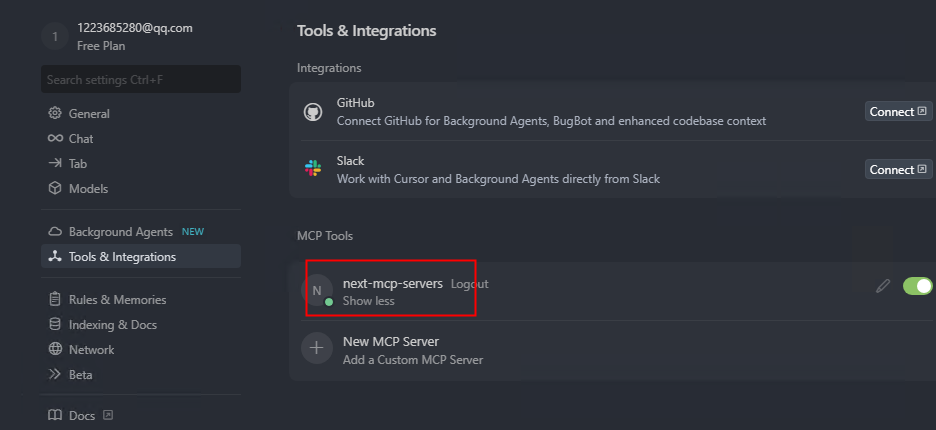 1
1223685280@qq.com
Free Plan
Search settings Ctrl+F
General
Chat
Tab
Models
Background Agents NEW
Tools & Integrations
Rules & Memories
Indexing & Docs
Network
Beta
Docs
Tools & Integrations
Integrations
GitHub
Connect GitHub for Background Agents, BugBot and enhanced codebase context
Connect
Slack
Work with Cursor and Background Agents directly from Slack
Connect
MCP Tools
N
next-mcp-servers Logout
Show less
New MCP Server
Add a Custom MCP Server